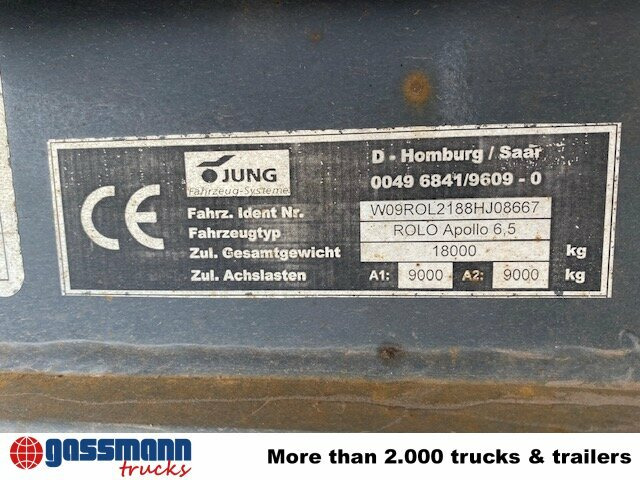 JUNG
Fahrzeug-Systeme
D - Homburg / Saar
0049 6841/9609 - 0
CE
Fahrz. Ident Nr. W09ROL2188HJ08667
Fahrzeugtyp ROLO Apollo 6,5
Zul. Gesamtgewicht 18000 kg
Zul. Achslasten A1: 9000 A2: 9000 kg
gassmann
trucks
More than 2.000 trucks & trailers